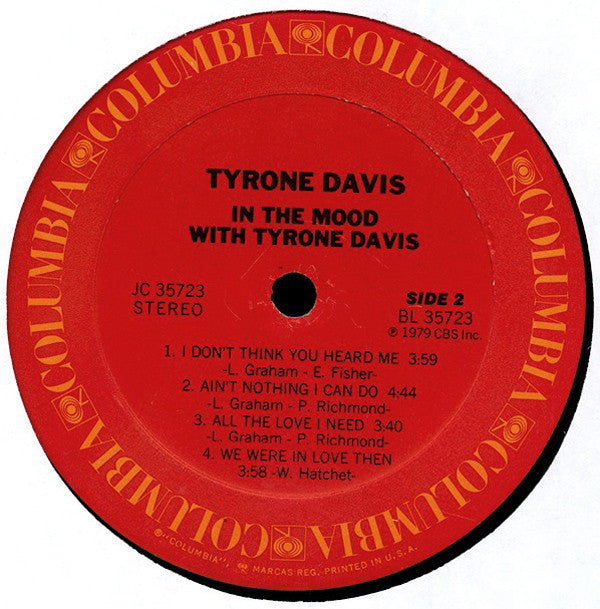 COLUMBIA COLUMBIA COLUMBIA COLUMBIA COLUMBIA COLUMBIA
TYRONE DAVIS
IN THE MOOD
WITH TYRONE DAVIS
JC 35723
STEREO
SIDE 2
BL 35723
Ⓟ 1979 CBS Inc.
1. I DON'T THINK YOU HEARD ME 3:59
-L. Graham - E. Fisher-
2. AIN'T NOTHING I CAN DO 4:44
-L. Graham - P. Richmond-
3. ALL THE LOVE I NEED 3:40
-L. Graham - P. Richmond-
4. WE WERE IN LOVE THEN
3:58 -W. Hatchet-
®"COLUMBIA", MARCAS REG. PRINTED IN U.S.A.